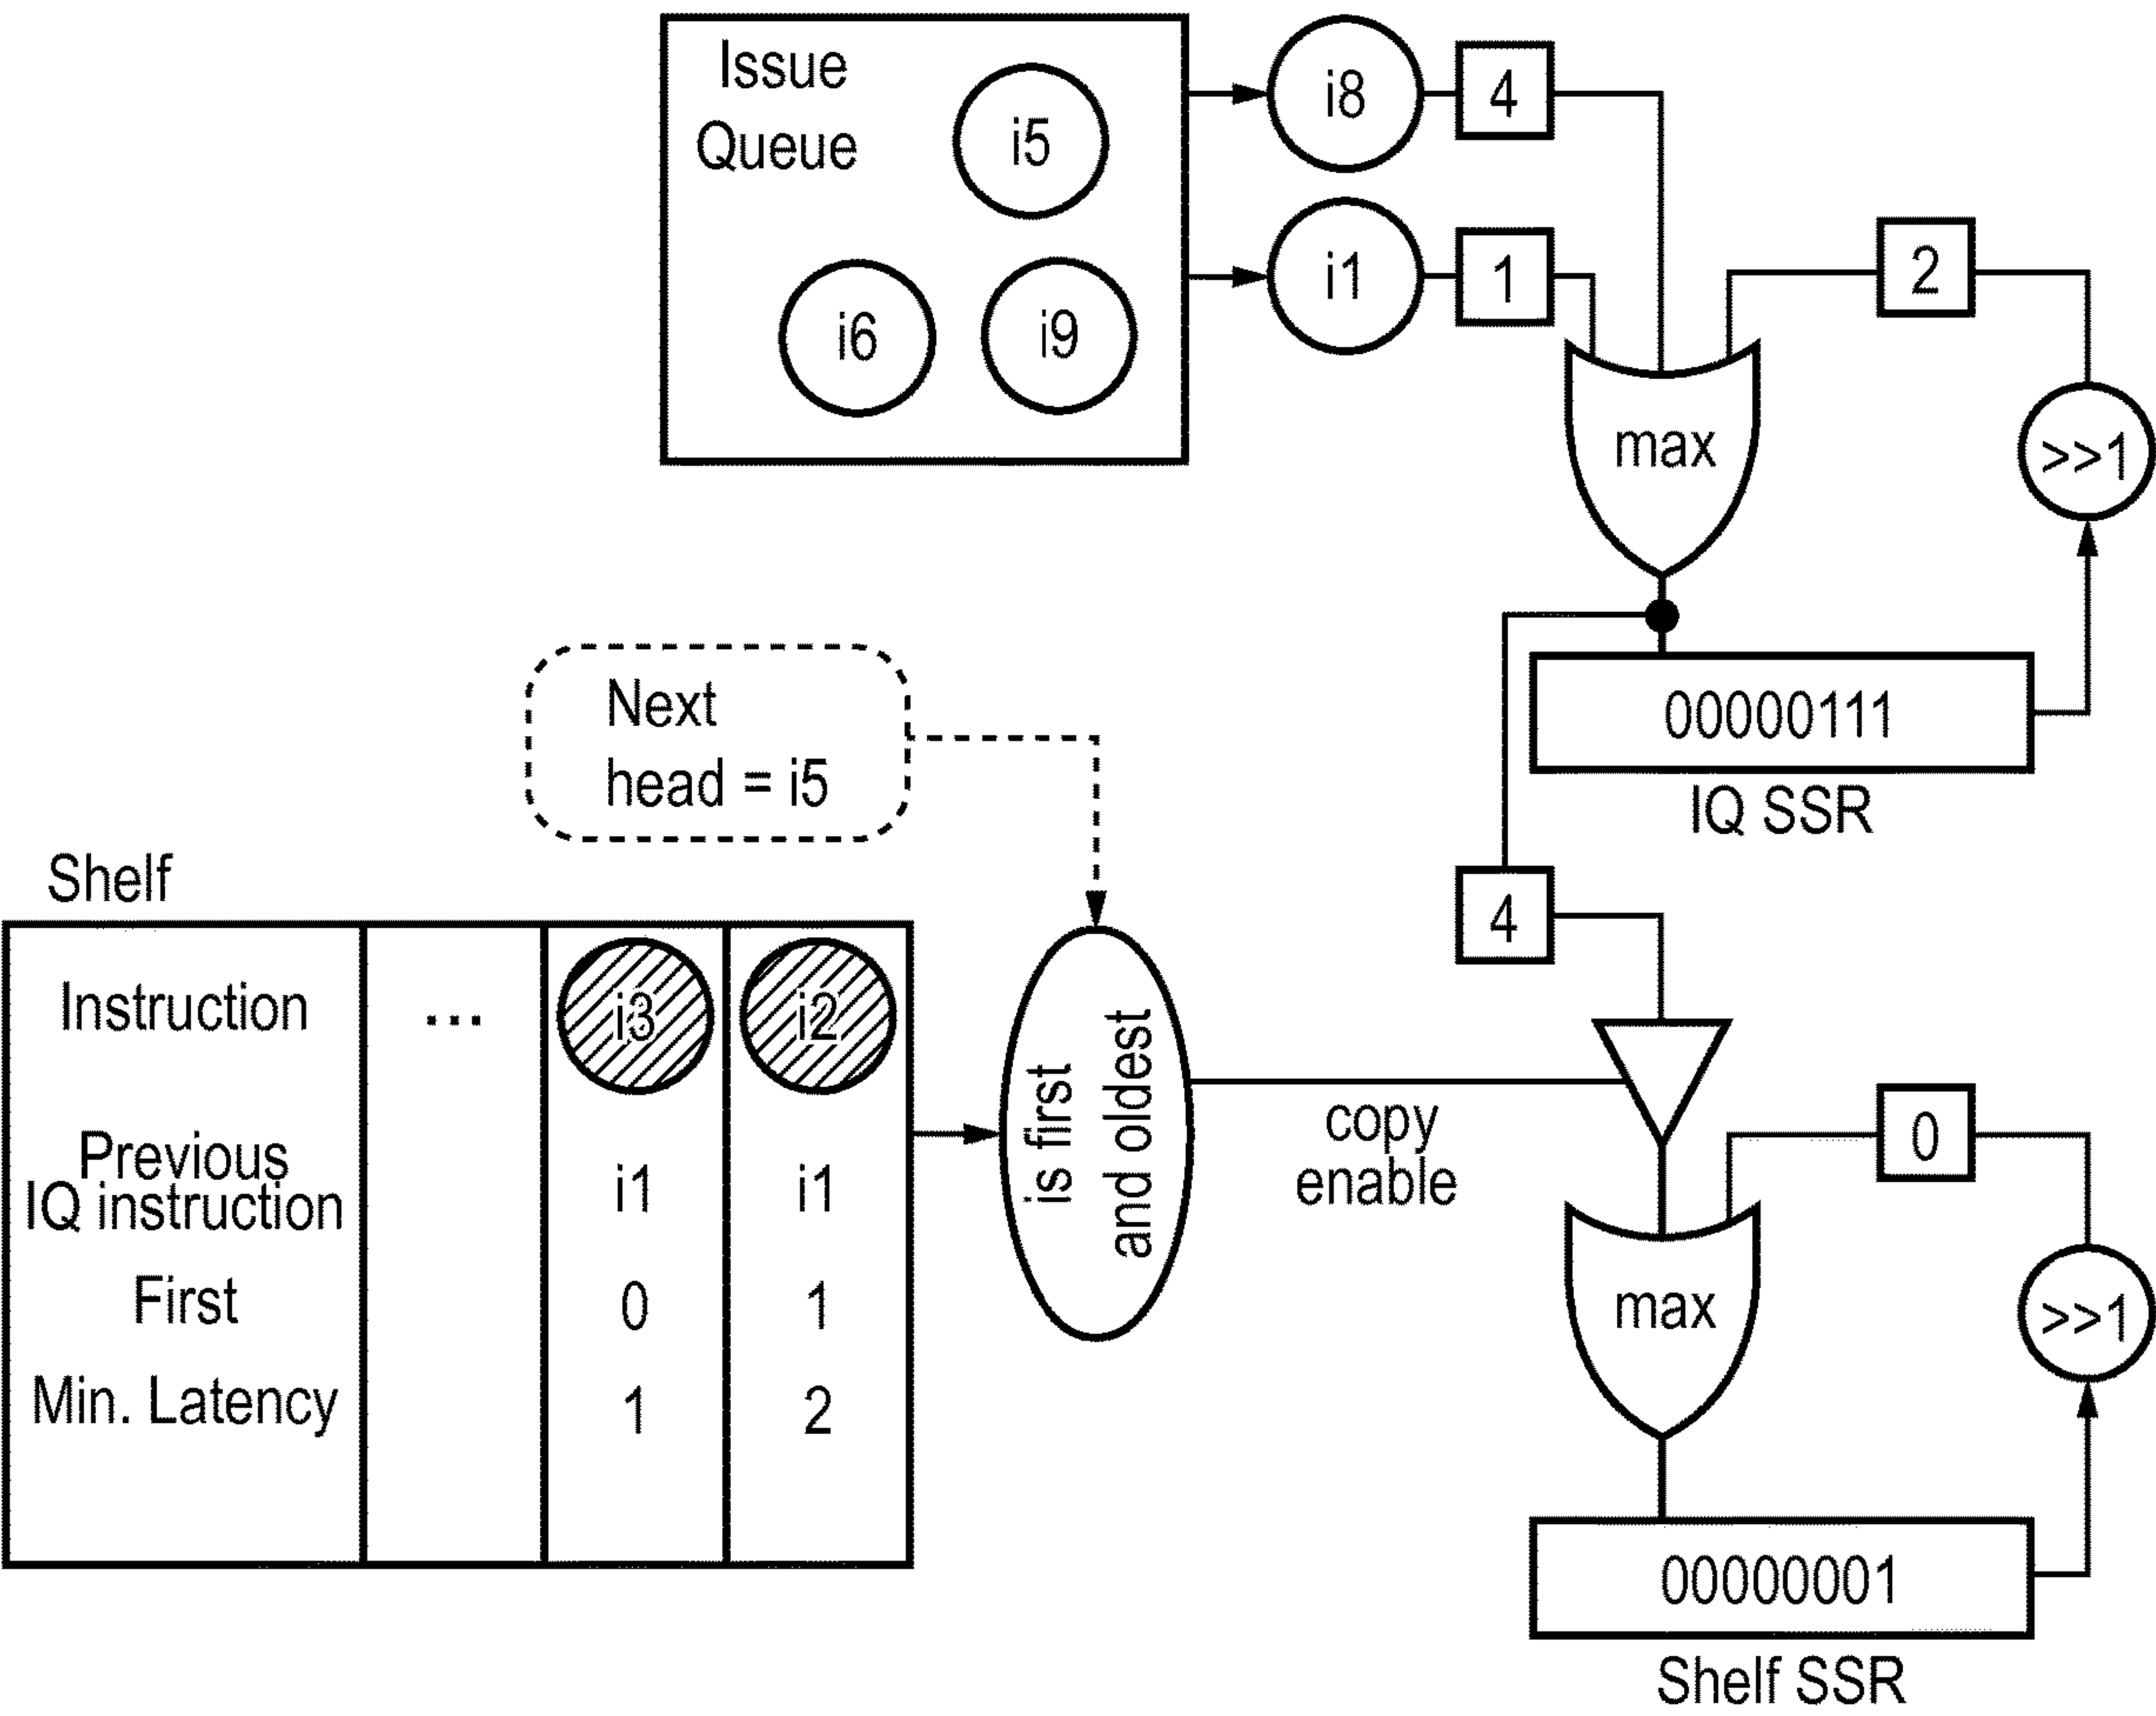 Issue
Queue
i5
i6
i9
i8
4
i1
1
2
max
>>1
00000111
IQ SSR
Next
head = i5
4
Shelf
Instruction
...
i3
i2
Previous
IQ instruction
i1
i1
First
0
1
Min. Latency
1
2
is first
and oldest
copy
enable
0
max
>>1
00000001
Shelf SSR